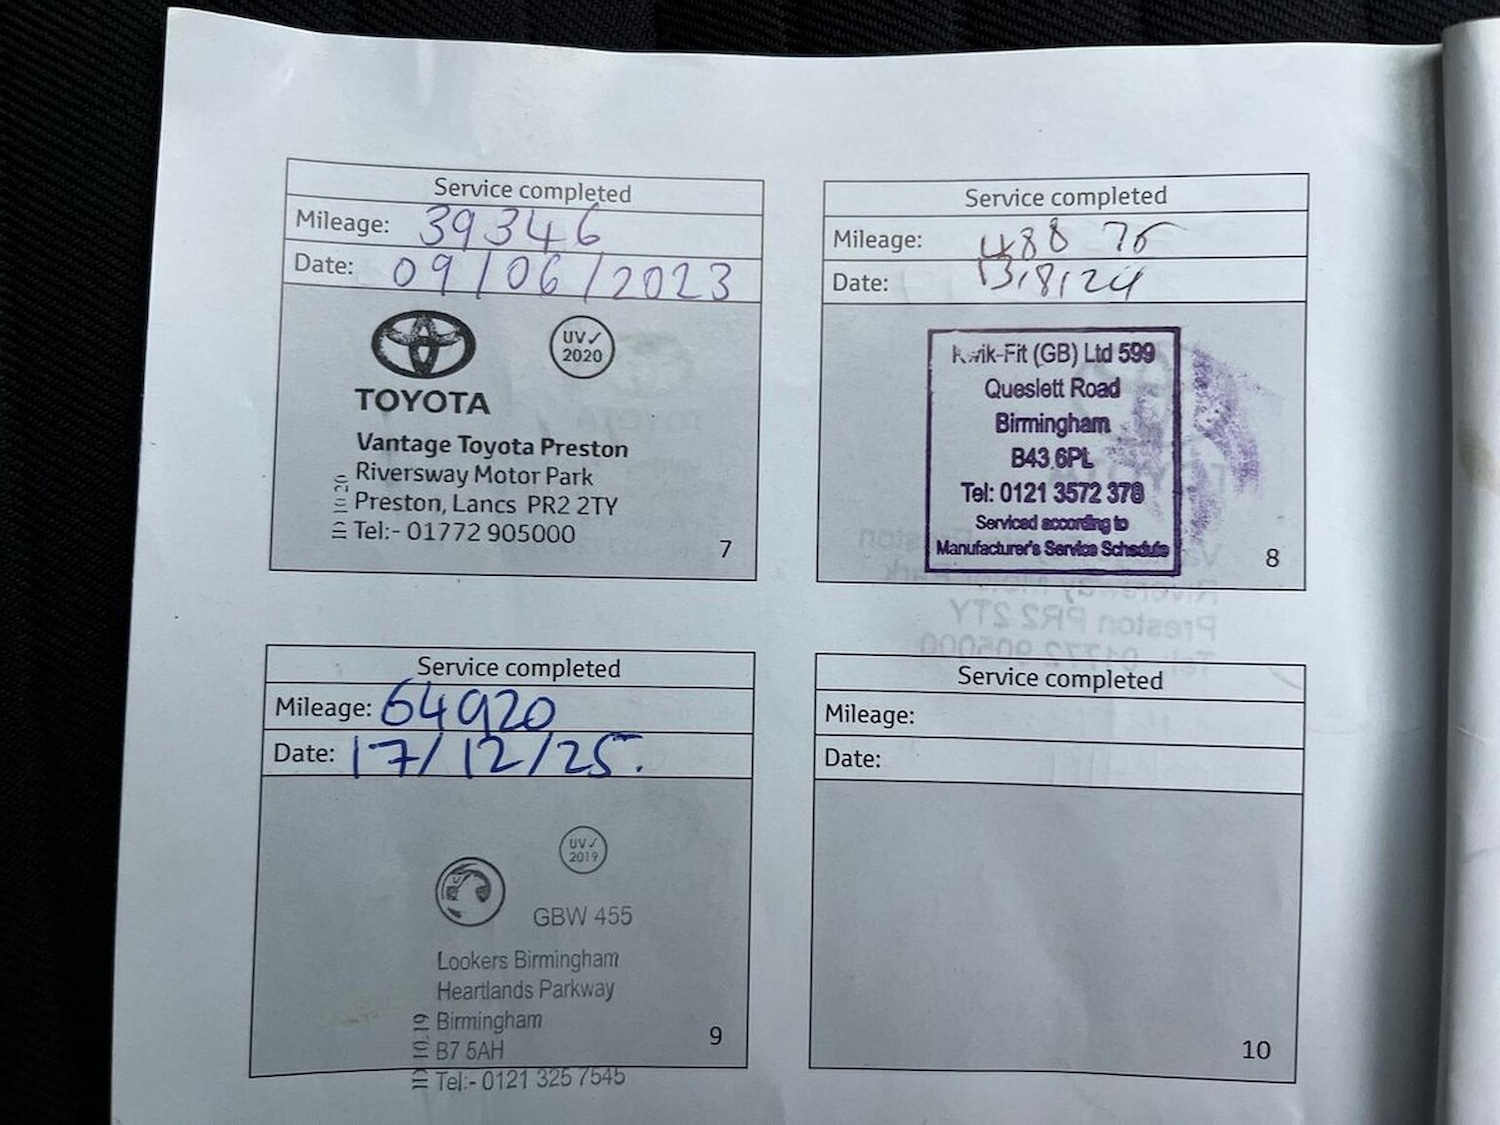 Service completed
Mileage: 39346
Date: 09/06/2023
UV✓
2020
TOYOTA
Vantage Toyota Preston
Riversway Motor Park
Preston, Lancs PR2 2TY
Tel:- 01772 905000
7
Service completed
Mileage: 488 76
Date: 13/8/24
Kwik-Fit (GB) Ltd 599
Queslett Road
Birmingham
B43 6PL
Tel: 0121 3572 378
Serviced according to
Manufacturer's Service Schedule
8
Service completed
Mileage: 64920
Date: 17/12/25.
UV✓
2019
GBW 455
Lookers Birmingham
Heartlands Parkway
Birmingham
B7 5AH
Tel:- 0121 325 7545
9
Service completed
Mileage:
Date:
10